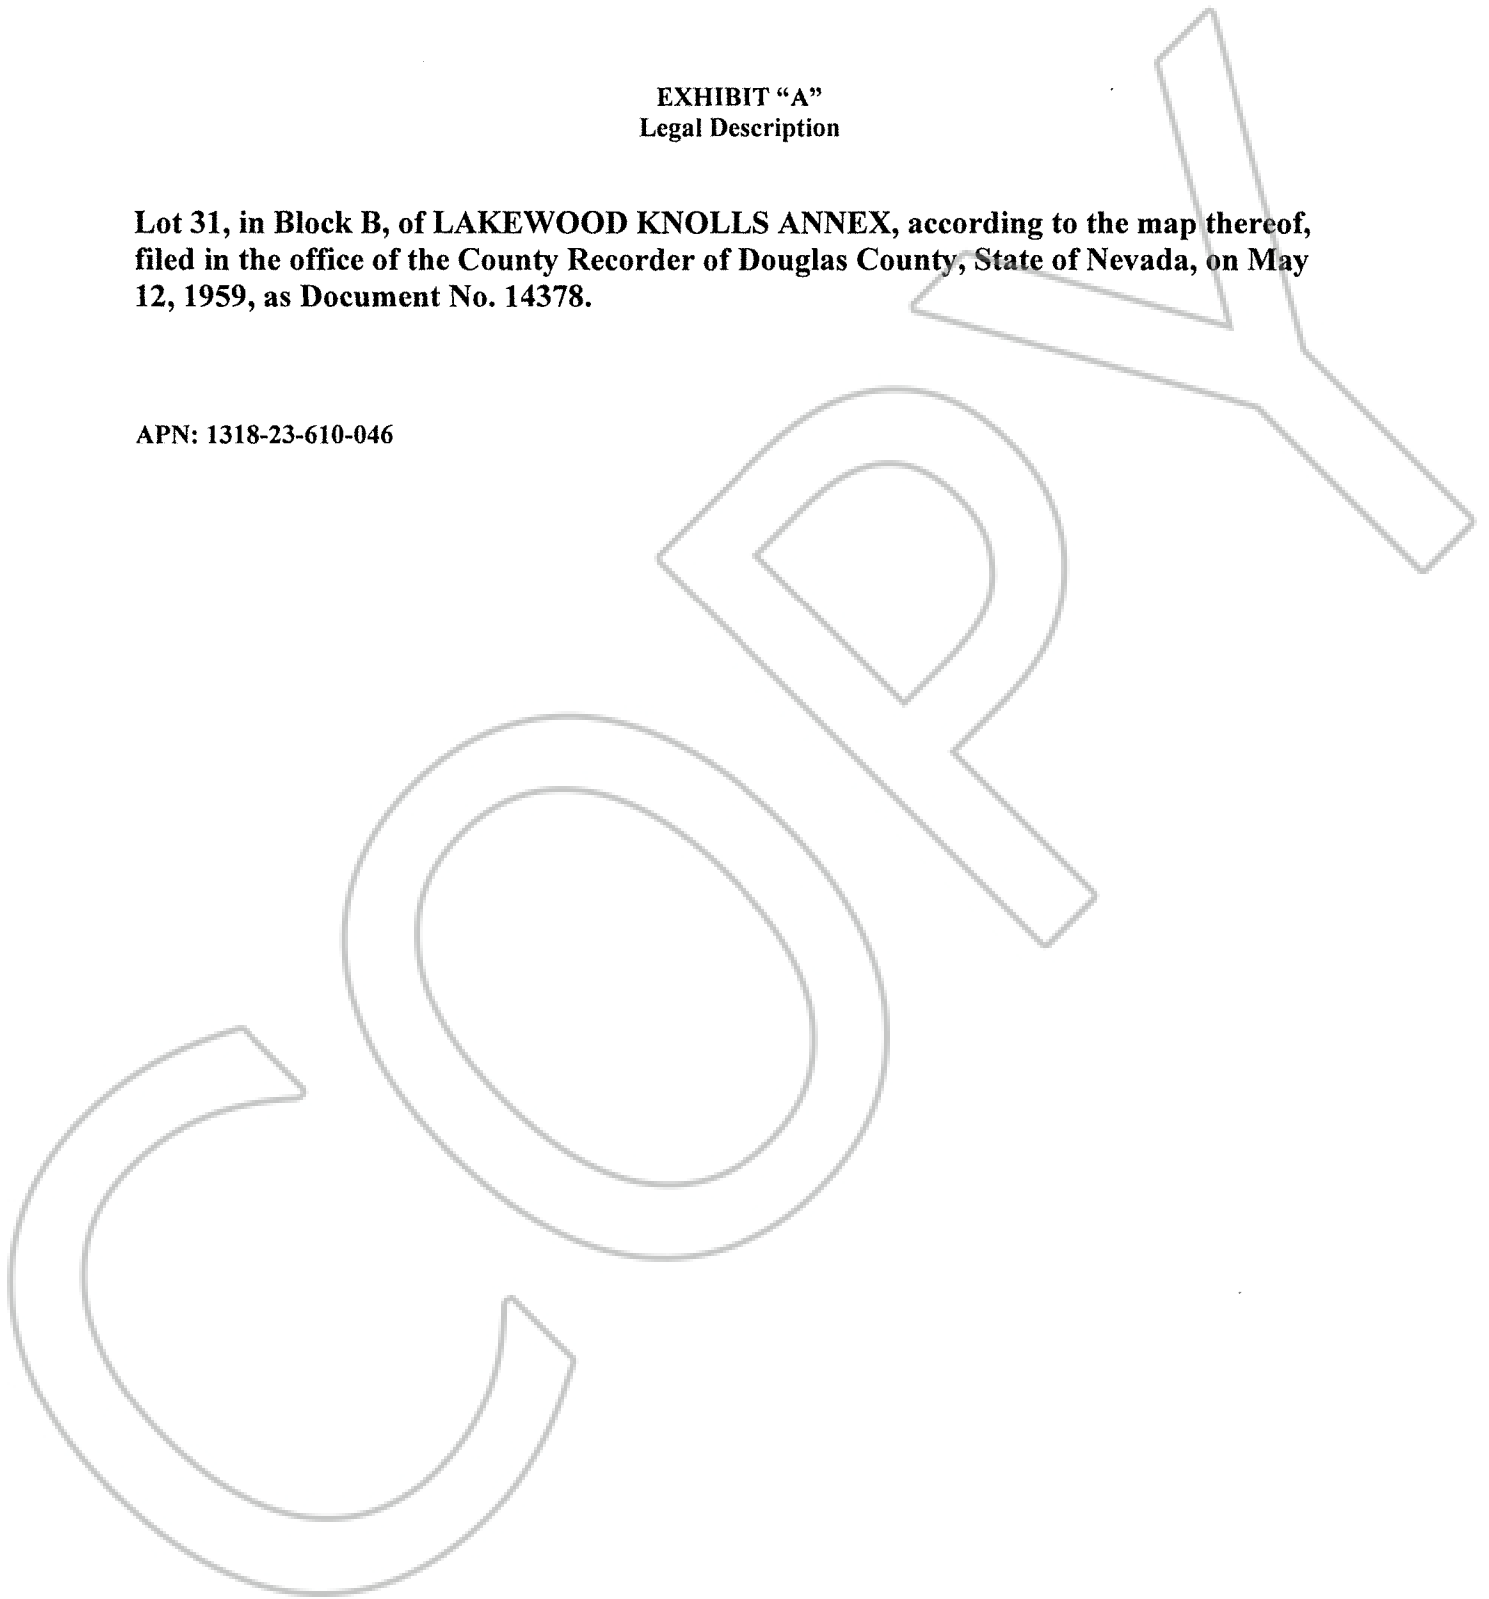 EXHIBIT “A”
Legal Description
Lot 31, in Block B, of LAKEWOOD KNOLLS ANNEX, according to the map thereof,
filed in the office of the County Recorder of Douglas County, State of Nevada, on May
12, 1959, as Document No. 14378.
APN: 1318-23-610-046
COPY